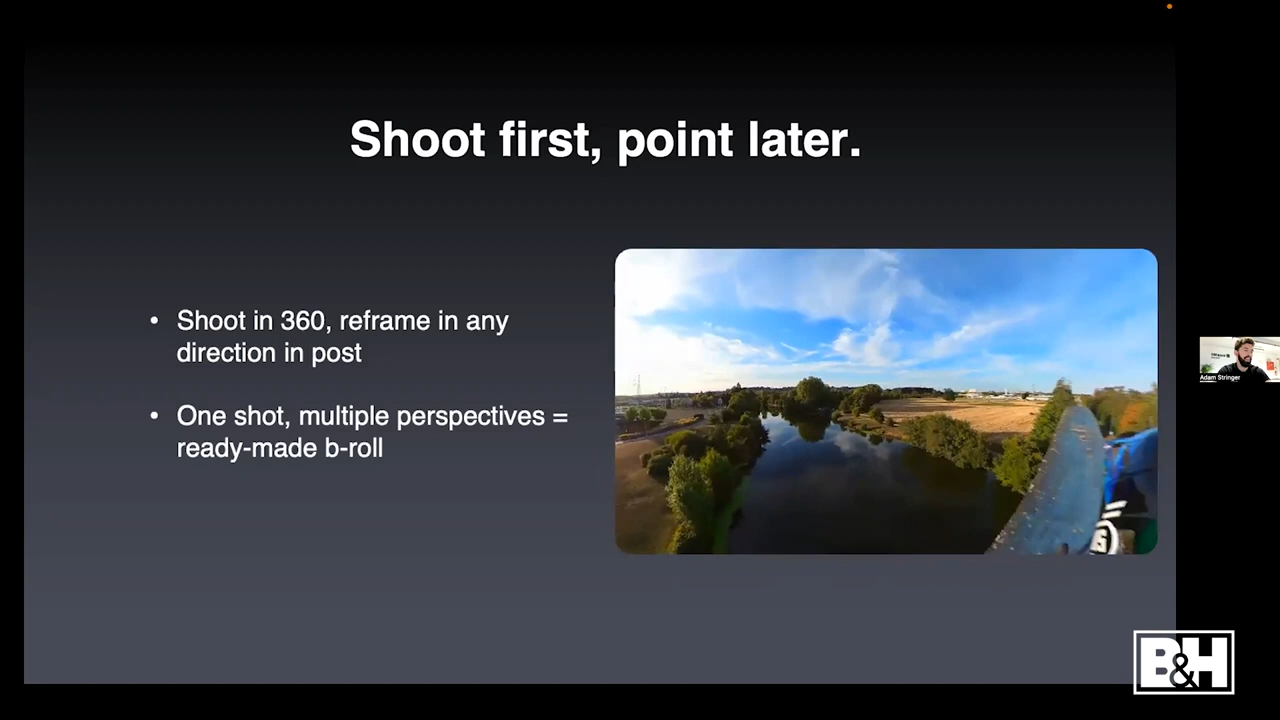 Shoot first, point later.
• Shoot in 360, reframe in any
direction in post
• One shot, multiple perspectives =
ready-made b-roll
Adam Stringer
B&H